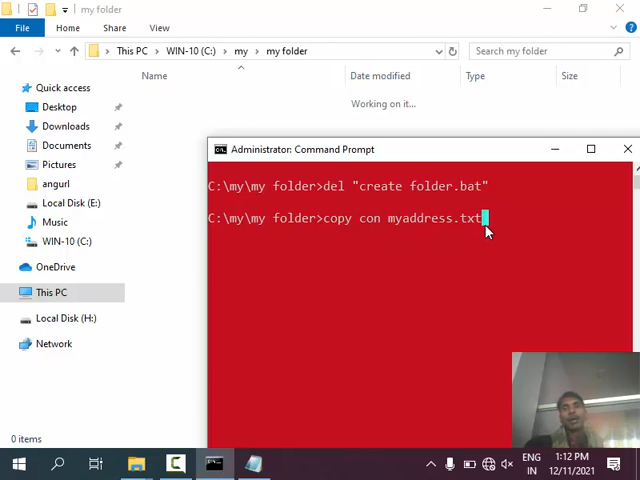 my folder
File
Home
Share
View
This PC
WIN-10 (C:)
my
my folder
Search my folder
Name
Date modified
Type
Size
Working on it...
Quick access
Desktop
Downloads
Documents
Pictures
angurl
Local Disk (E:)
Music
WIN-10 (C:)
OneDrive
This PC
Local Disk (H:)
Network
0 items
Administrator: Command Prompt
C:\my\my folder>del "create folder.bat"
C:\my\my folder>copy con myaddress.txt
ENG
IN
1:12 PM
12/11/2021